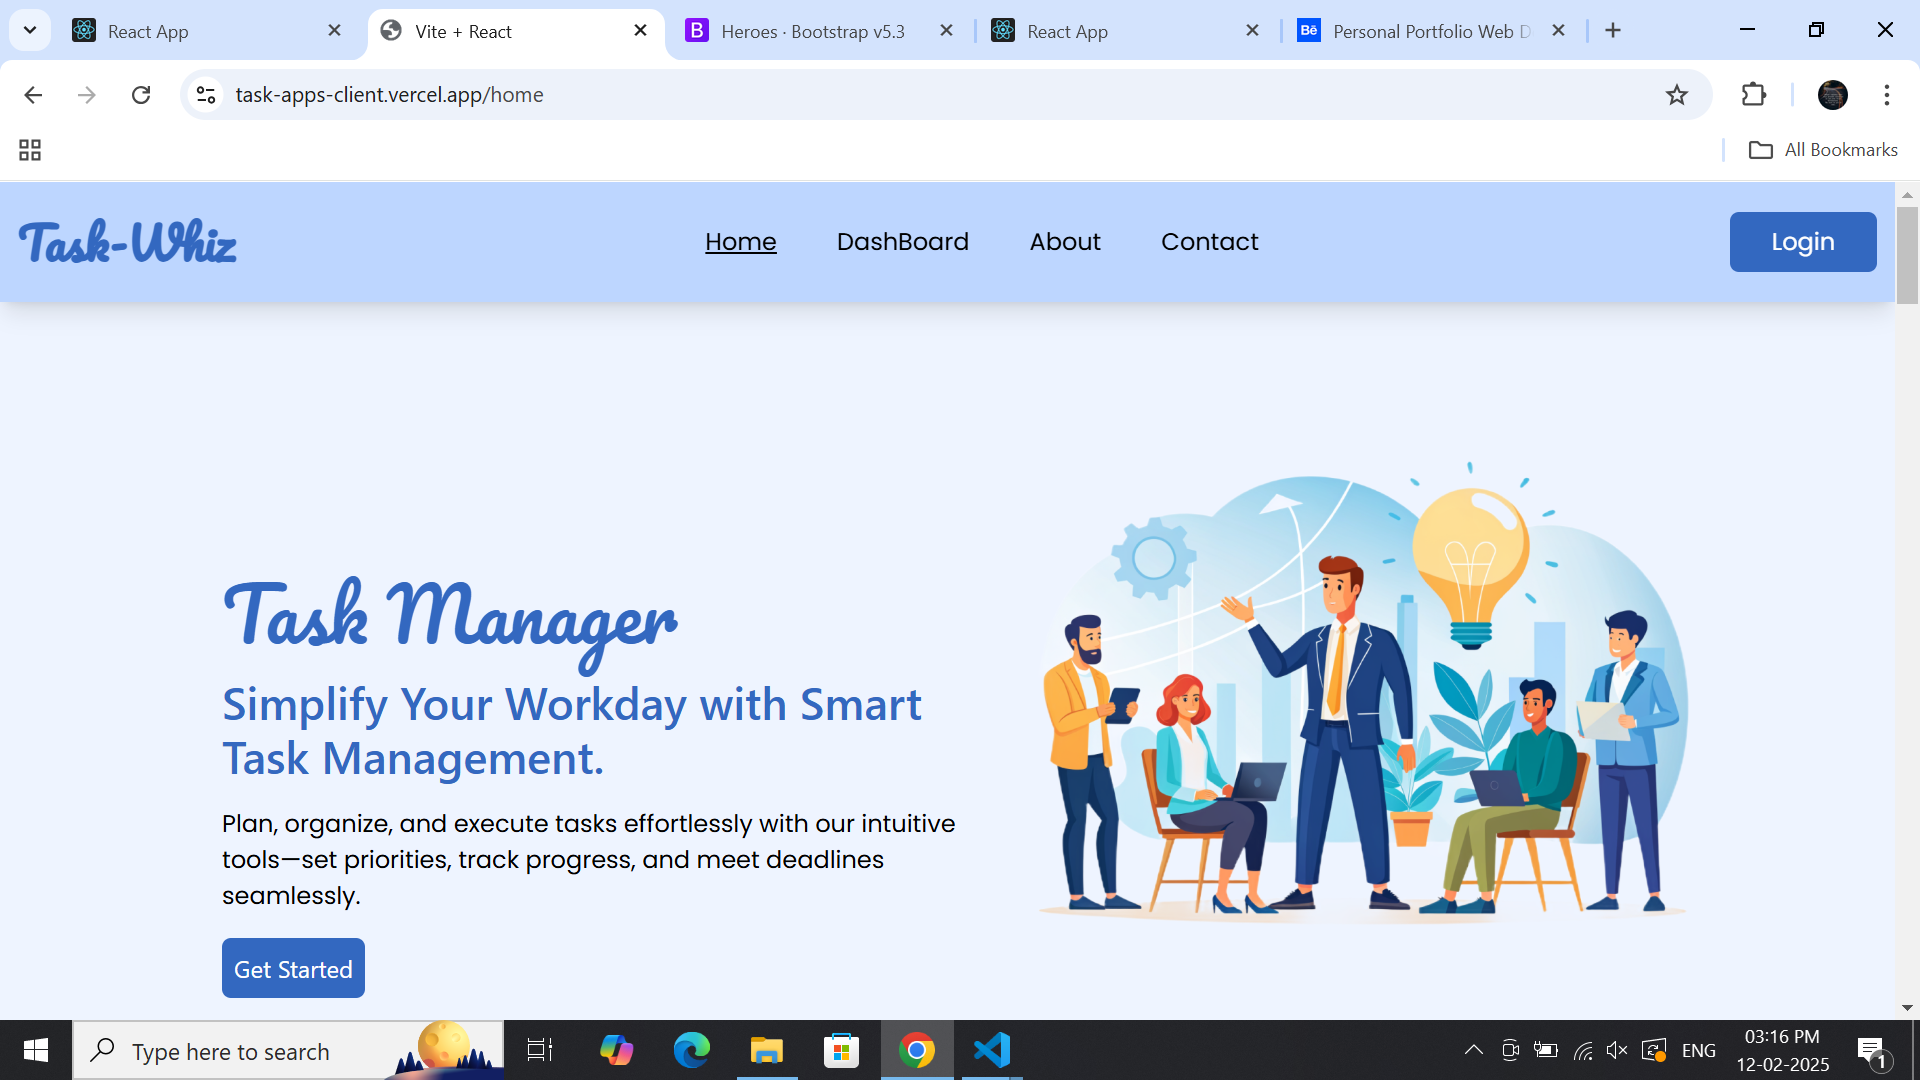 React App
Vite + React
Heroes · Bootstrap v5.3
React App
Bē
Personal Portfolio Web D
B
task-apps-client.vercel.app/home
All Bookmarks
Task-Whiz
Home
DashBoard
About
Contact
Login
Task Manager
Simplify Your Workday with Smart
Task Management.
Plan, organize, and execute tasks effortlessly with our intuitive
tools—set priorities, track progress, and meet deadlines
seamlessly.
Get Started
Type here to search
ENG
03:16 PM
12-02-2025
1